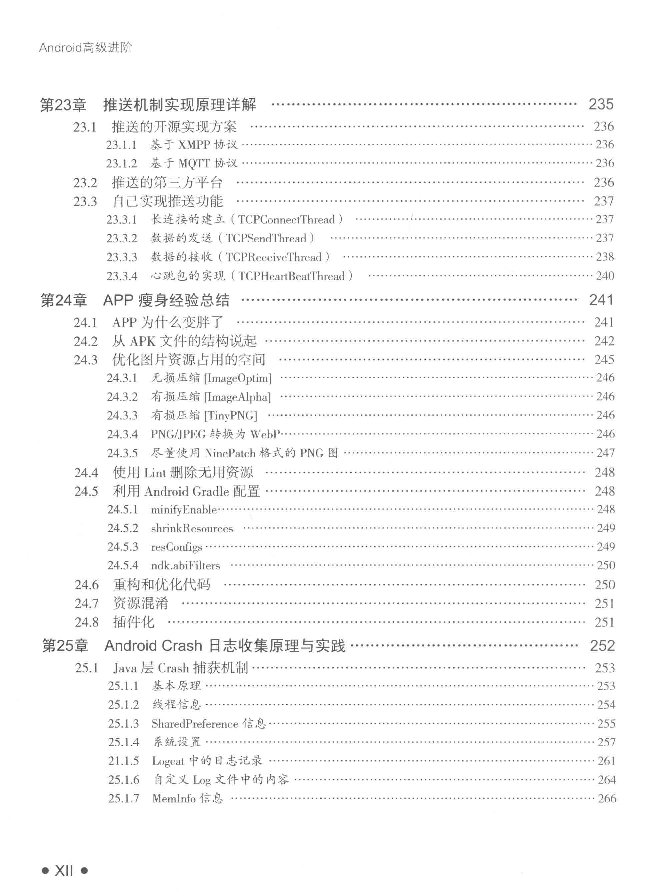 Android高级进阶
第23章 推送机制实现原理详解 ………… 235
23.1 推送的开源实现方案 ………… 236
23.1.1 基于 XMPP 协议 ………… 236
23.1.2 基于 MQTT 协议 ………… 236
23.2 推送的第三方平台 ………… 236
23.3 自己实现推送功能 ………… 237
23.3.1 长连接的建立（TCPConnectThread） ………… 237
23.3.2 数据的发送（TCPSendThread） ………… 237
23.3.3 数据的接收（TCPReceiveThread） ………… 238
23.3.4 心跳包的实现（TCPHeartBeatThread） ………… 240
第24章 APP 瘦身经验总结 ………… 241
24.1 APP 为什么变胖了 ………… 241
24.2 从 APK 文件的结构说起 ………… 242
24.3 优化图片资源占用的空间 ………… 245
24.3.1 无损压缩 [ImageOptim] ………… 246
24.3.2 有损压缩 [ImageAlpha] ………… 246
24.3.3 有损压缩 [TinyPNG] ………… 246
24.3.4 PNG/JPEG 转换为 WebP ………… 246
24.3.5 尽量使用 NinePatch 格式的 PNG 图 ………… 247
24.4 使用 Lint 删除无用资源 ………… 248
24.5 利用 Android Gradle 配置 ………… 248
24.5.1 minifyEnable ………… 248
24.5.2 shrinkResources ………… 249
24.5.3 resConfigs ………… 249
24.5.4 ndk.abiFilters ………… 250
24.6 重构和优化代码 ………… 250
24.7 资源混淆 ………… 251
24.8 插件化 ………… 251
第25章 Android Crash 日志收集原理与实践 ………… 252
25.1 Java 层 Crash 捕获机制 ………… 253
25.1.1 基本原理 ………… 253
25.1.2 线程信息 ………… 254
25.1.3 SharedPreference 信息 ………… 255
25.1.4 系统设置 ………… 257
21.1.5 Logcat 中的日志记录 ………… 261
25.1.6 自定义 Log 文件中的内容 ………… 264
25.1.7 MemInfo 信息 ………… 266
● XII ●